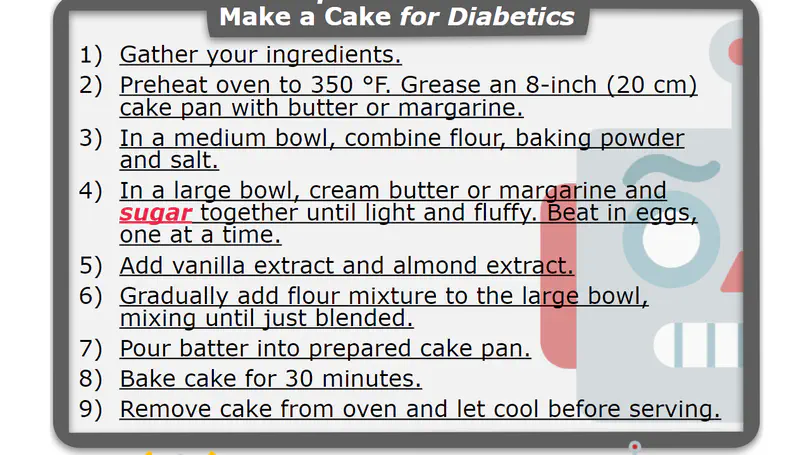 Make a Cake for Diabetics
1) Gather your ingredients.
2) Preheat oven to 350 °F. Grease an 8-inch (20 cm)
cake pan with butter or margarine.
3) In a medium bowl, combine flour, baking powder
and salt.
4) In a large bowl, cream butter or margarine and
sugar together until light and fluffy. Beat in eggs,
one at a time.
5) Add vanilla extract and almond extract.
6) Gradually add flour mixture to the large bowl,
mixing until just blended.
7) Pour batter into prepared cake pan.
8) Bake cake for 30 minutes.
9) Remove cake from oven and let cool before serving.